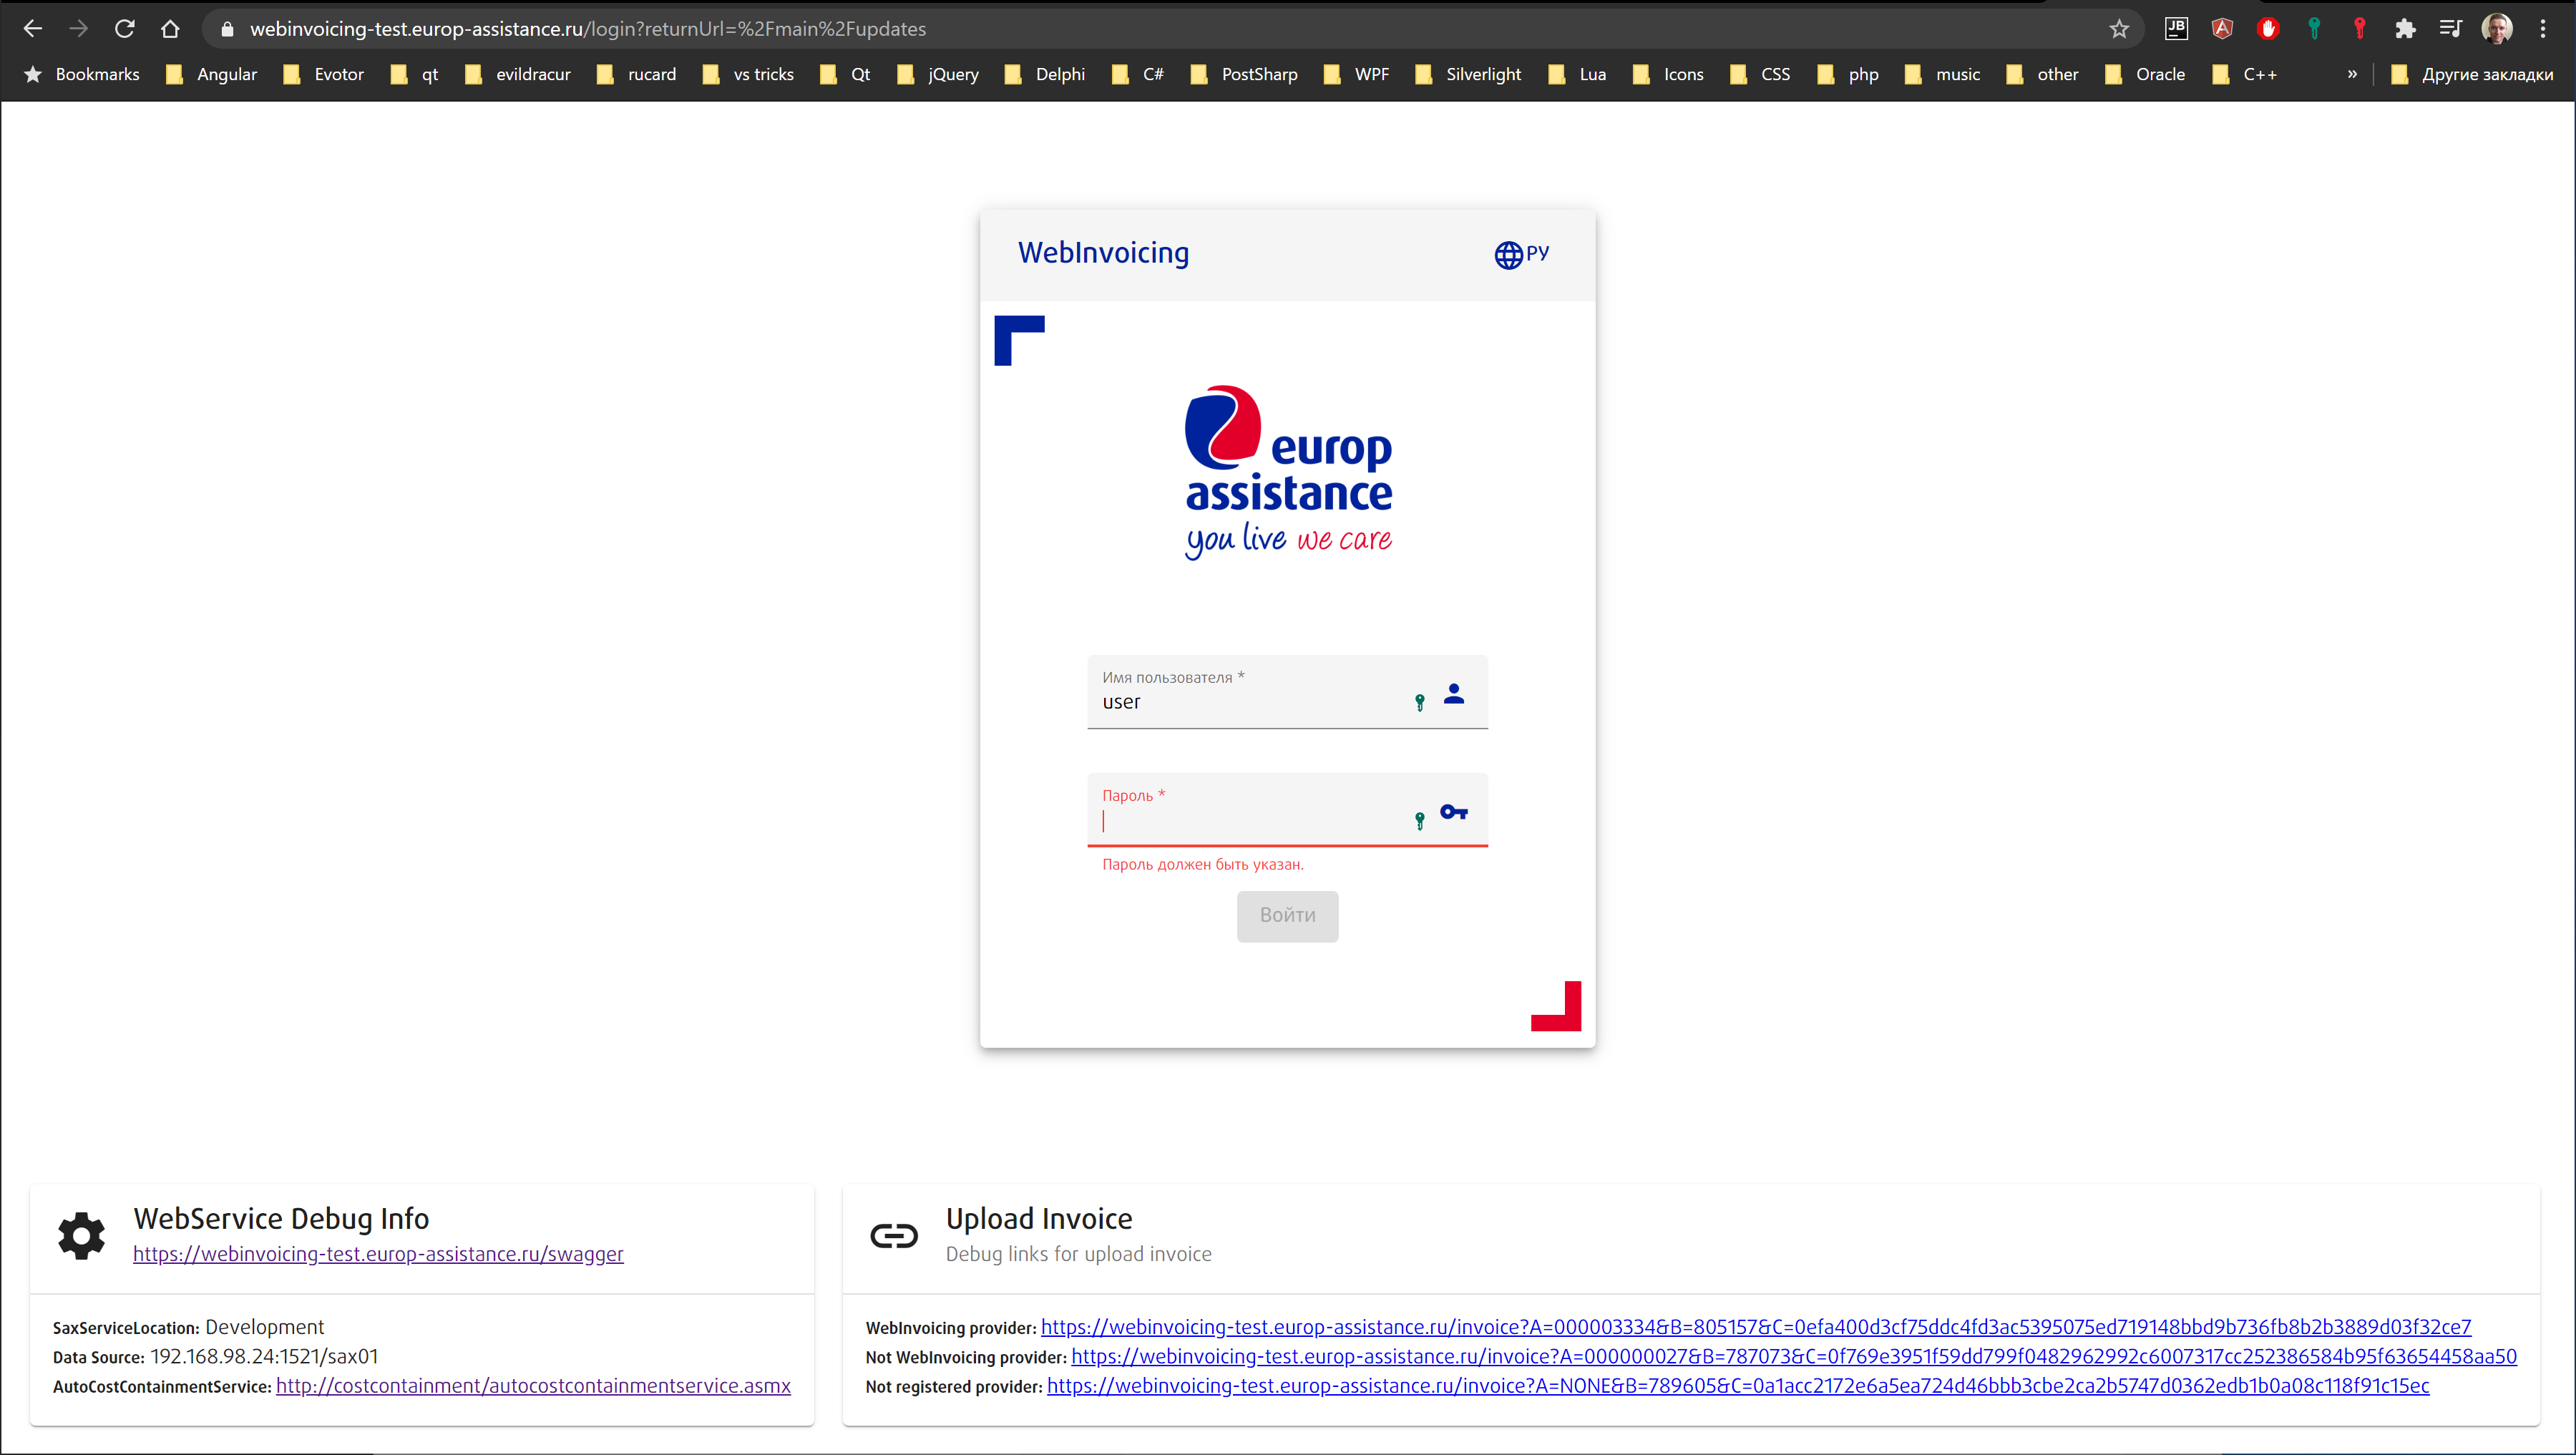 webinvoicing-test.europ-assistance.ru/login?returnUrl=%2Fmain%2Fupdates
JB
A
Bookmarks Angular Evotor qt evildracur rucard vs tricks Qt jQuery Delphi C# PostSharp WPF Silverlight Lua Icons CSS php music other Oracle C++ » Другие закладки
WebInvoicing
РУ
europ
assistance
you live we care
Имя пользователя *
user
Пароль *
Пароль должен быть указан.
Войти
WebService Debug Info
https://webinvoicing-test.europ-assistance.ru/swagger
SaxServiceLocation: Development
Data Source: 192.168.98.24:1521/sax01
AutoCostContainmentService: http://costcontainment/autocostcontainmentservice.asmx
Upload Invoice
Debug links for upload invoice
WebInvoicing provider: https://webinvoicing-test.europ-assistance.ru/invoice?A=000003334&B=805157&C=0efa400d3cf75ddc4fd3ac5395075ed719148bbd9b736fb8b2b3889d03f32ce7
Not WebInvoicing provider: https://webinvoicing-test.europ-assistance.ru/invoice?A=000000027&B=787073&C=0f769e3951f59dd799f0482962992c6007317cc252386584b95f63654458aa50
Not registered provider: https://webinvoicing-test.europ-assistance.ru/invoice?A=NONE&B=789605&C=0a1acc2172e6a5ea724d46bbb3cbe2ca2b5747d0362edb1b0a08c118f91c15ec